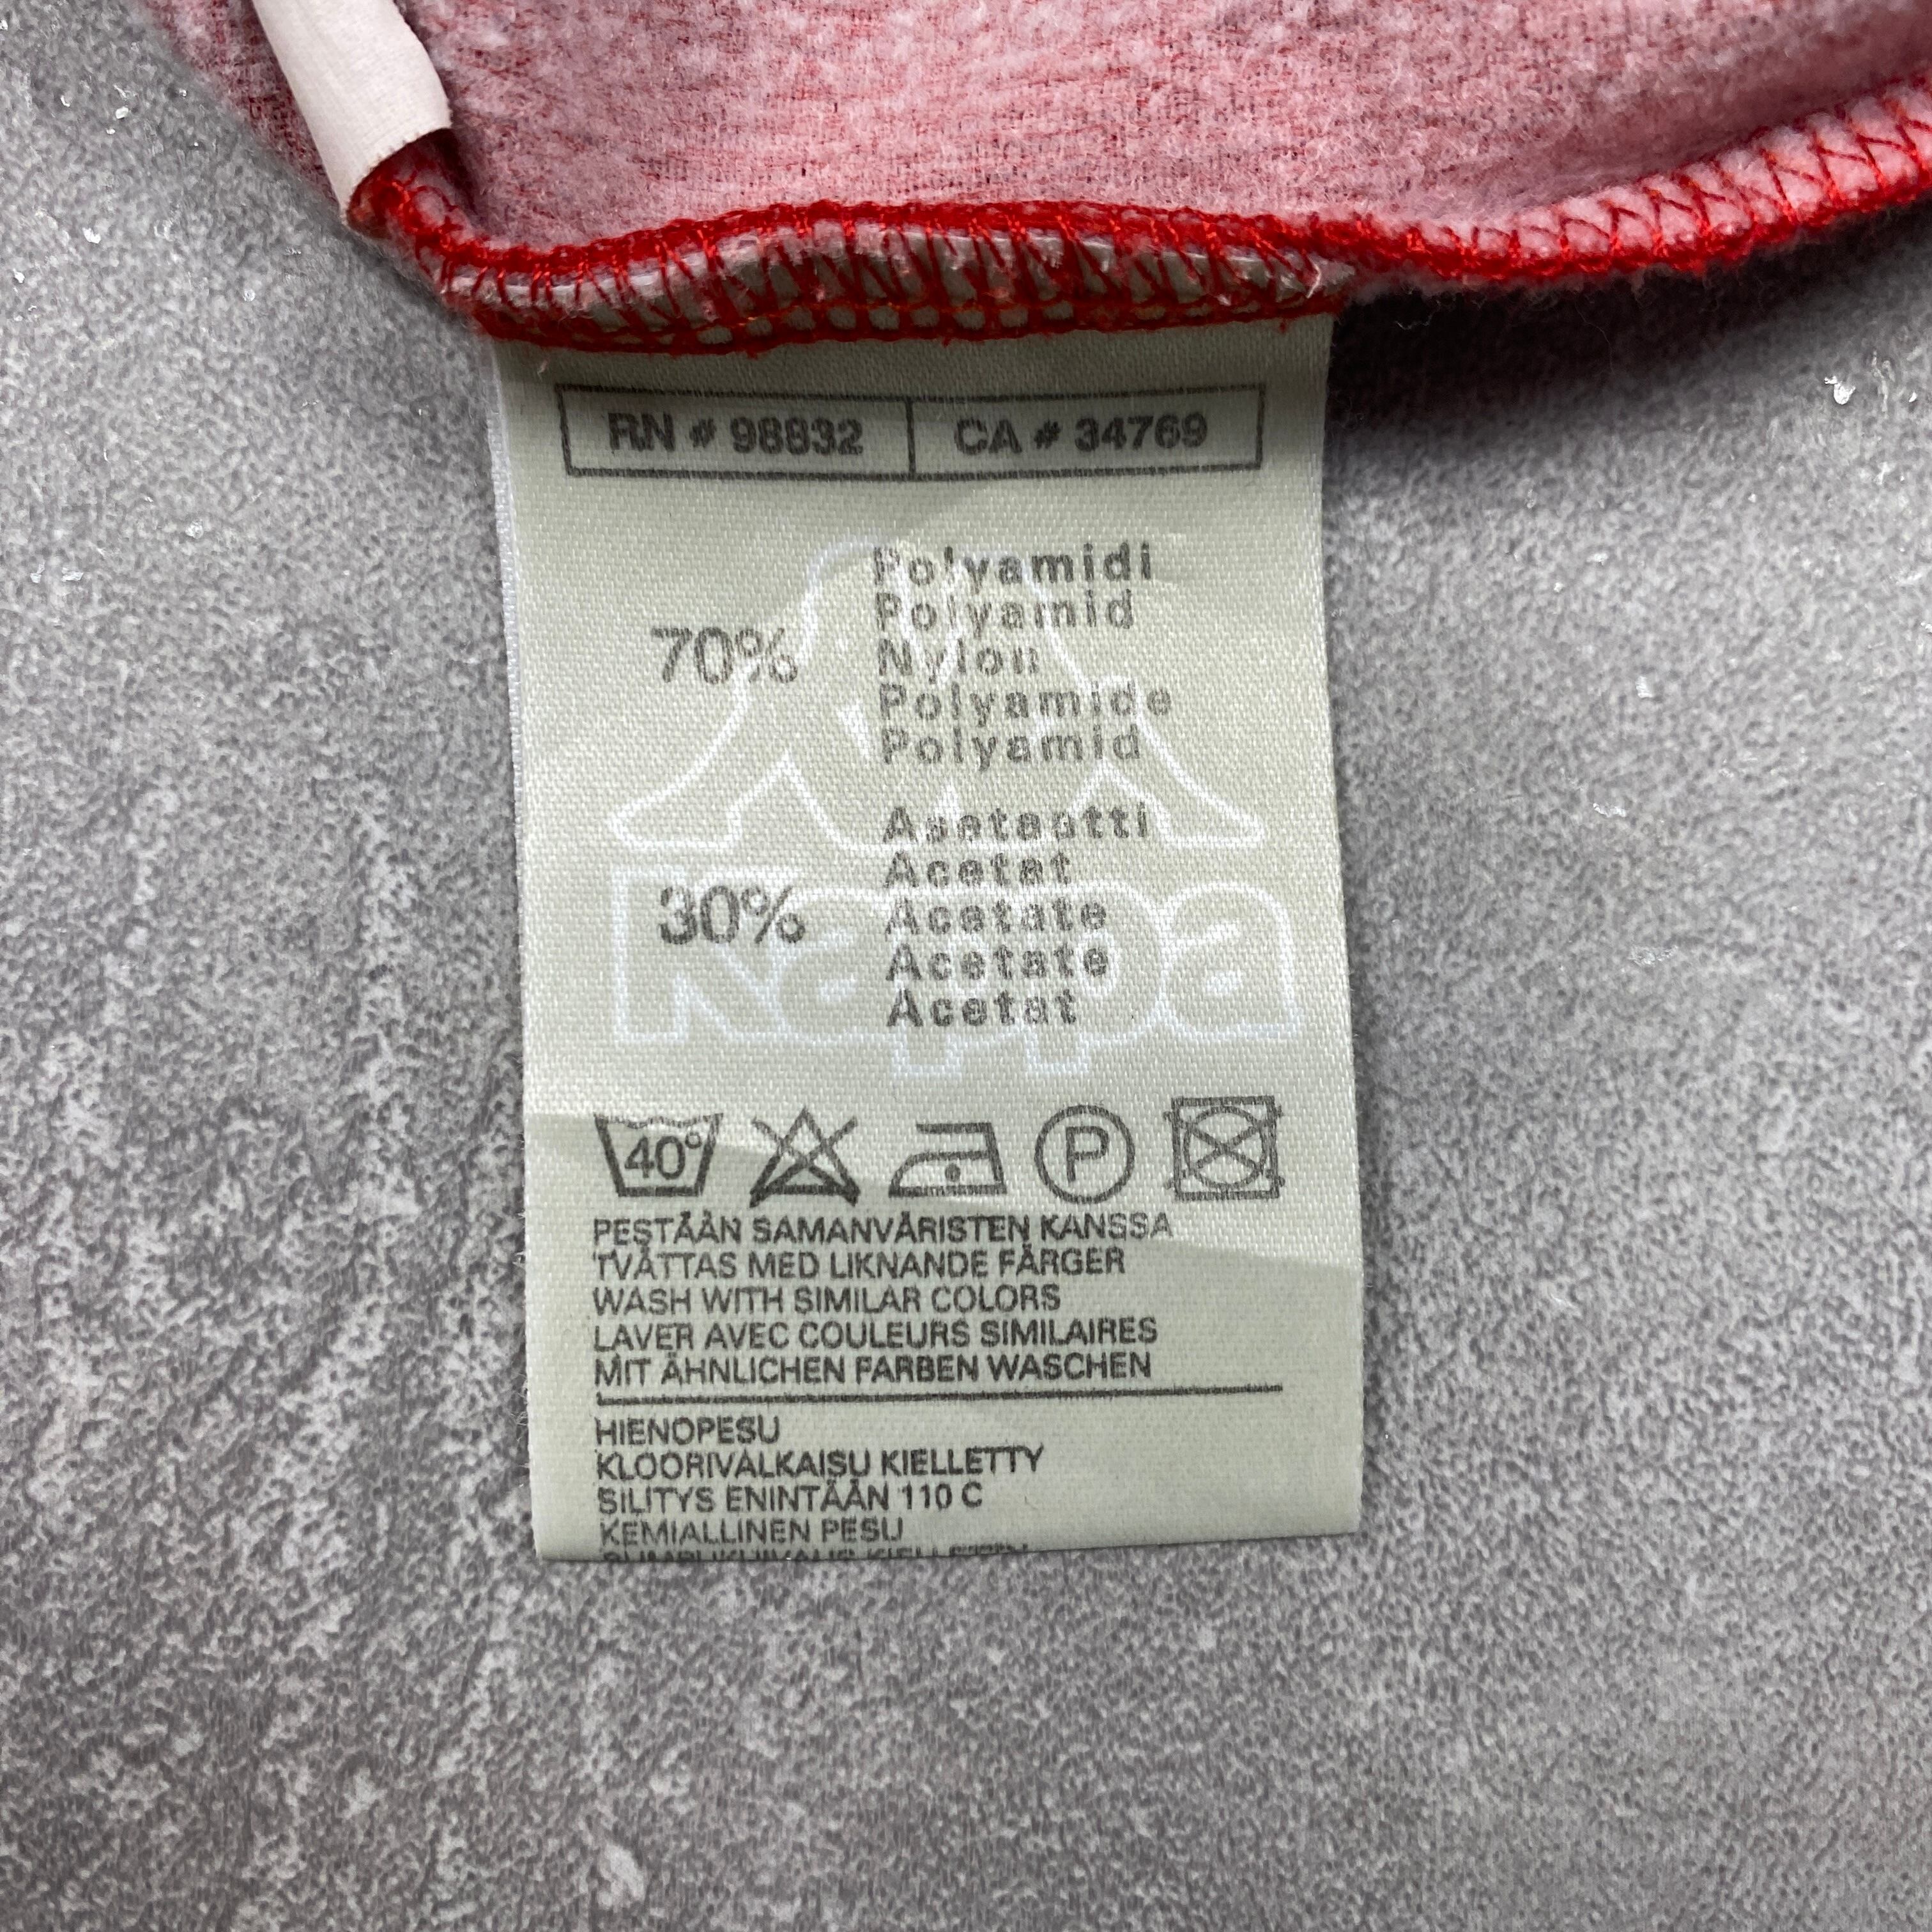 RN # 98832 CA # 34769
Polyamidi
Polyamid
70% Nylon
Polyamide
Polyamid
Asetaatti
Acetat
30% Acetate
Acetate
Acetat
Kappa
40° P
PESTÄÄN SAMANVÄRISTEN KANSSA
TVÄTTAS MED LIKNANDE FÄRGER
WASH WITH SIMILAR COLORS
LAVER AVEC COULEURS SIMILAIRES
MIT ÄHNLICHEN FARBEN WASCHEN
HIENOPESU
KLOORIVALKAISU KIELLETTY
SILITYS ENINTÄÄN 110 C
KEMIALLINEN PESU